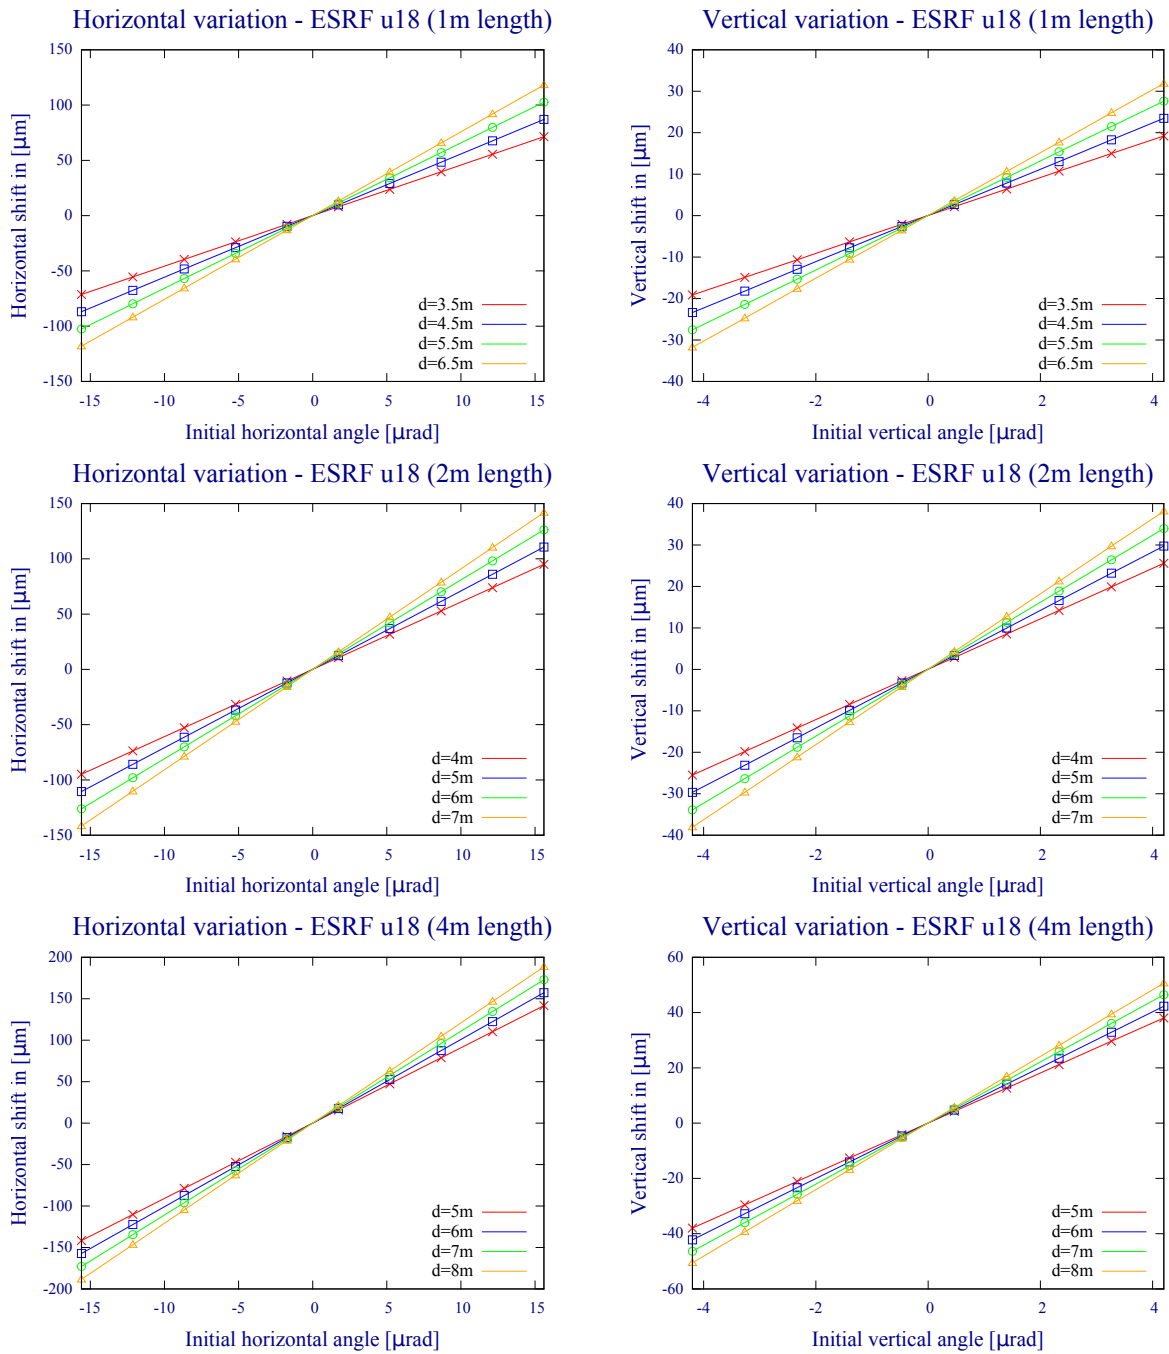 Horizontal variation - ESRF u18 (1m length)
Horizontal shift in [μm]
150
100
50
0
-50
-100
-150
d=3.5m
d=4.5m
d=5.5m
d=6.5m
-15 -10 -5 0 5 10 15
Initial horizontal angle [μrad]
Vertical variation - ESRF u18 (1m length)
Vertical shift in [μm]
40
30
20
10
0
-10
-20
-30
-40
d=3.5m
d=4.5m
d=5.5m
d=6.5m
-4 -2 0 2 4
Initial vertical angle [μrad]
Horizontal variation - ESRF u18 (2m length)
Horizontal shift in [μm]
150
100
50
0
-50
-100
-150
d=4m
d=5m
d=6m
d=7m
-15 -10 -5 0 5 10 15
Initial horizontal angle [μrad]
Vertical variation - ESRF u18 (2m length)
Vertical shift in [μm]
40
30
20
10
0
-10
-20
-30
-40
d=4m
d=5m
d=6m
d=7m
-4 -2 0 2 4
Initial vertical angle [μrad]
Horizontal variation - ESRF u18 (4m length)
Horizontal shift in [μm]
200
150
100
50
0
-50
-100
-150
-200
d=5m
d=6m
d=7m
d=8m
-15 -10 -5 0 5 10 15
Initial horizontal angle [μrad]
Vertical variation - ESRF u18 (4m length)
Vertical shift in [μm]
60
40
20
0
-20
-40
-60
d=5m
d=6m
d=7m
d=8m
-4 -2 0 2 4
Initial vertical angle [μrad]